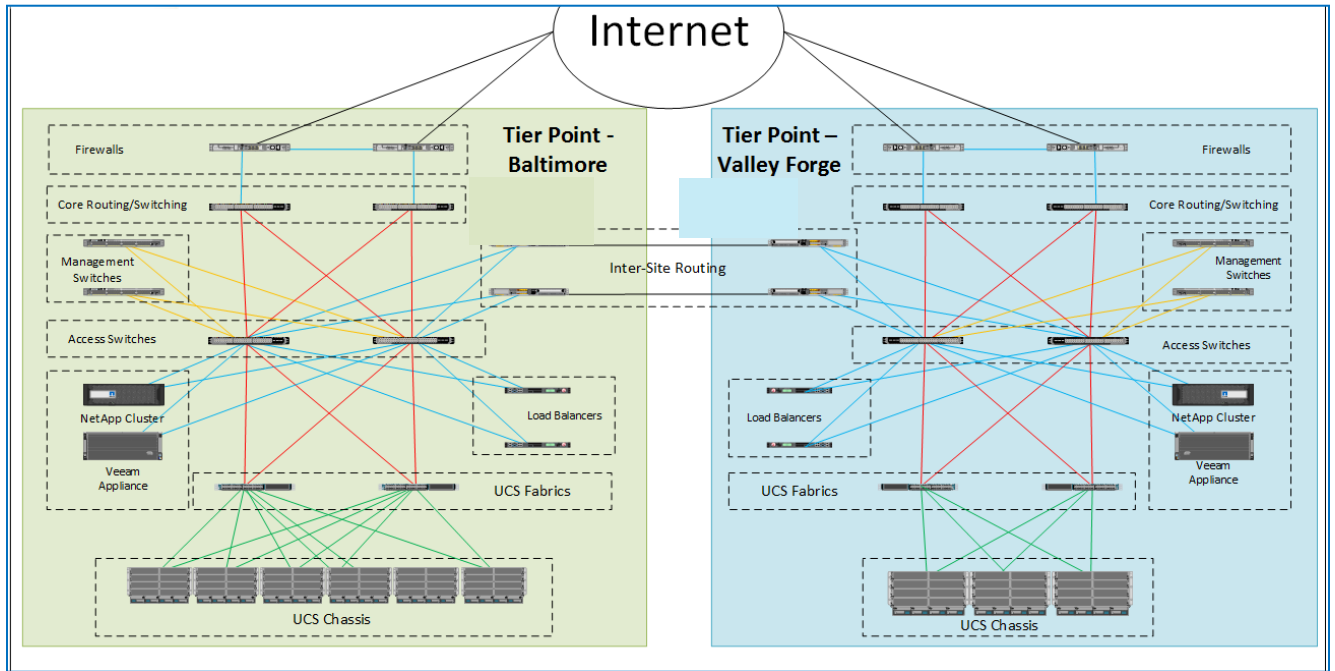 Internet
Tier Point -
Baltimore
Firewalls
Core Routing/Switching
Management
Switches
Access Switches
NetApp Cluster
Veeam
Appliance
Load Balancers
UCS Fabrics
UCS Chassis
Inter-Site Routing
Tier Point –
Valley Forge
Firewalls
Core Routing/Switching
Management
Switches
Access Switches
Load Balancers
NetApp Cluster
Veeam
Appliance
UCS Fabrics
UCS Chassis